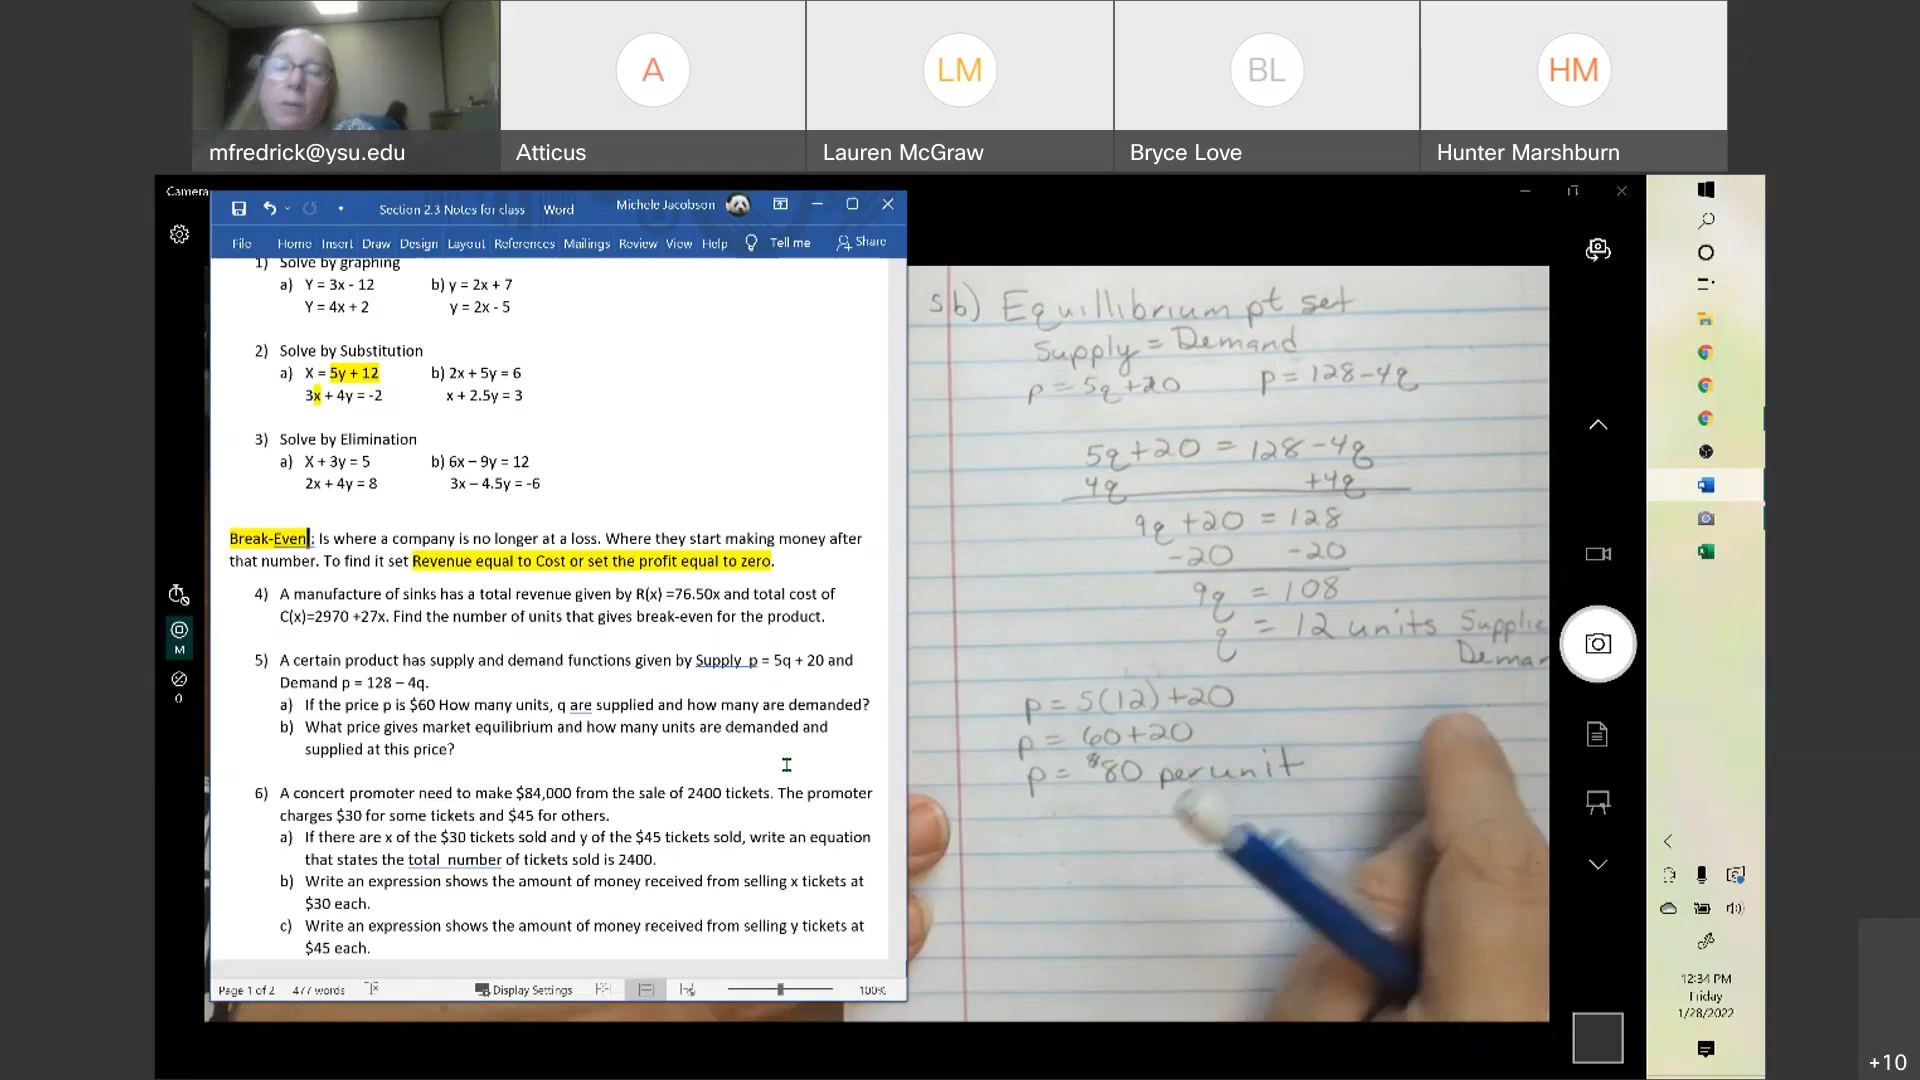 A
LM
BL
HM
mfredrick@ysu.edu
Atticus
Lauren McGraw
Bryce Love
Hunter Marshburn
Camera
Section 2.3 Notes for class Word
Michele Jacobson
File Home Insert Draw Design Layout References Mailings Review View Help Tell me Share
1) Solve by graphing
a) Y = 3x - 12 b) y = 2x + 7
Y = 4x + 2 y = 2x - 5
2) Solve by Substitution
a) X = 5y + 12 b) 2x + 5y = 6
3x + 4y = -2 x + 2.5y = 3
3) Solve by Elimination
a) X + 3y = 5 b) 6x – 9y = 12
2x + 4y = 8 3x – 4.5y = -6
Break-Even: Is where a company is no longer at a loss. Where they start making money after
that number. To find it set Revenue equal to Cost or set the profit equal to zero.
4) A manufacture of sinks has a total revenue given by R(x) =76.50x and total cost of
C(x)=2970 +27x. Find the number of units that gives break-even for the product.
5) A certain product has supply and demand functions given by Supply p = 5q + 20 and
Demand p = 128 – 4q.
a) If the price p is $60 How many units, q are supplied and how many are demanded?
b) What price gives market equilibrium and how many units are demanded and
supplied at this price?
6) A concert promoter need to make $84,000 from the sale of 2400 tickets. The promoter
charges $30 for some tickets and $45 for others.
a) If there are x of the $30 tickets sold and y of the $45 tickets sold, write an equation
that states the total number of tickets sold is 2400.
b) Write an expression shows the amount of money received from selling x tickets at
$30 each.
c) Write an expression shows the amount of money received from selling y tickets at
$45 each.
Page 1 of 2 477 words Display Settings 100%
5b) Equillibrium pt set
Supply = Demand
p = 5q+20 p = 128-4q
5q+20 = 128-4q
4q +4q
9q +20 = 128
-20 -20
9q = 108
q = 12 units Supplie
Deman
p = 5(12)+20
p = 60+20
p = $80 per unit
M
0
12:34 PM
Friday
1/28/2022
+10